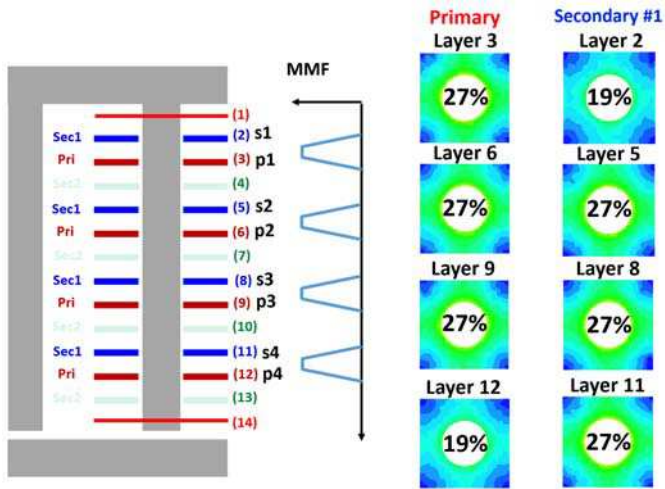 Primary
Secondary #1
Layer 3
Layer 2
27%
19%
MMF
(1)
Sec1
(2) s1
Pri
(3) p1
Sec2
(4)
Layer 6
Layer 5
27%
27%
Sec1
(5) s2
Pri
(6) p2
Sec2
(7)
Layer 9
Layer 8
27%
27%
Sec1
(8) s3
Pri
(9) p3
Sec2
(10)
Layer 12
Layer 11
19%
27%
Sec1
(11) s4
Pri
(12) p4
Sec2
(13)
(14)